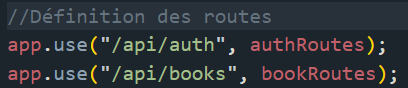 //Définition des routes
app.use("/api/auth", authRoutes);
app.use("/api/books", bookRoutes);